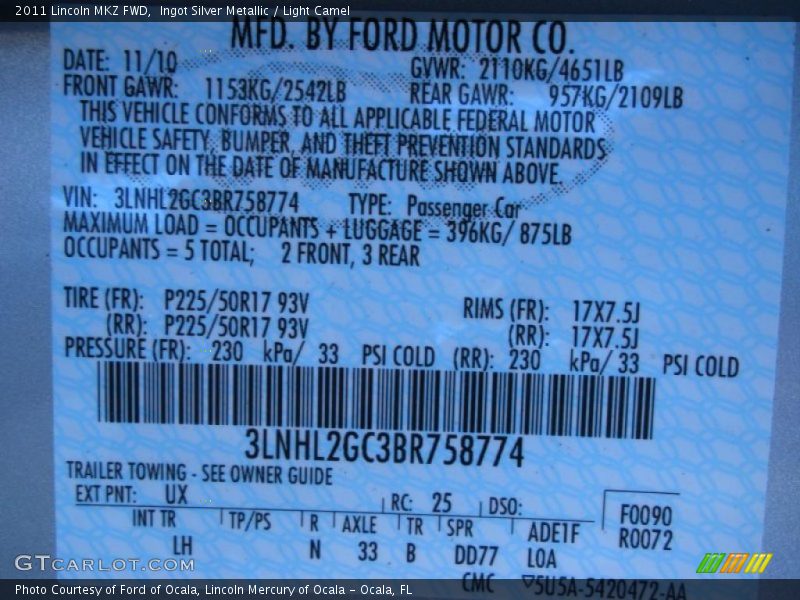 2011 Lincoln MKZ FWD,  Ingot Silver Metallic / Light Camel
MFD. BY FORD MOTOR CO.
DATE: 11/10 GVWR: 2110KG/4651LB
FRONT GAWR: 1153KG/2542LB REAR GAWR: 957KG/2109LB
THIS VEHICLE CONFORMS TO ALL APPLICABLE FEDERAL MOTOR
VEHICLE SAFETY, BUMPER, AND THEFT PREVENTION STANDARDS
IN EFFECT ON THE DATE OF MANUFACTURE SHOWN ABOVE.
VIN: 3LNHL2GC3BR758774 TYPE: Passenger Car
MAXIMUM LOAD = OCCUPANTS + LUGGAGE = 396KG/ 875LB
OCCUPANTS = 5 TOTAL; 2 FRONT, 3 REAR
TIRE (FR): P225/50R17 93V RIMS (FR): 17X7.5J
(RR): P225/50R17 93V (RR): 17X7.5J
PRESSURE (FR): 230 kPa/ 33 PSI COLD (RR): 230 kPa/ 33 PSI COLD
3LNHL2GC3BR758774
TRAILER TOWING - SEE OWNER GUIDE
EXT PNT: UX RC: 25 DSO: F0090
INT TR TP/PS R AXLE TR SPR ADE1F R0072
LH N 33 B DD77 LOA
CMC ▽5U5A-5420472-AA
GTCARLOT.COM
Photo Courtesy of Ford of Ocala, Lincoln Mercury of Ocala – Ocala, FL